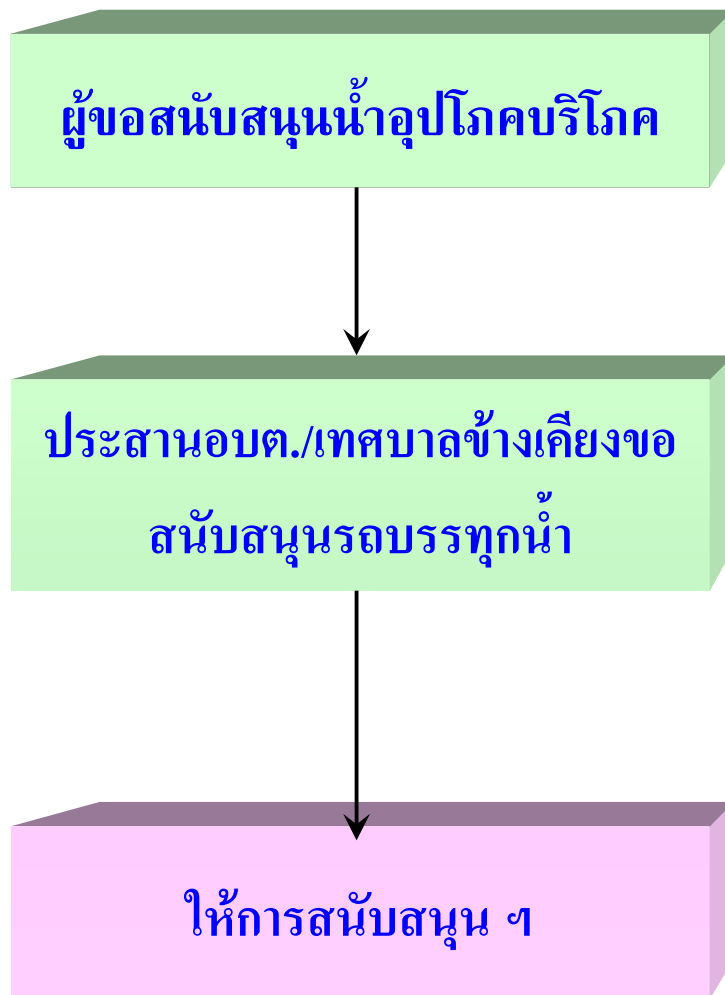 ผู้ขอสนับสนุนน้ำอุปโภคบริโภค
ประสานอบต./เทศบาลข้างเคียงขอ
สนับสนุนรถบรรทุกน้ำ
ให้การสนับสนุน ฯ